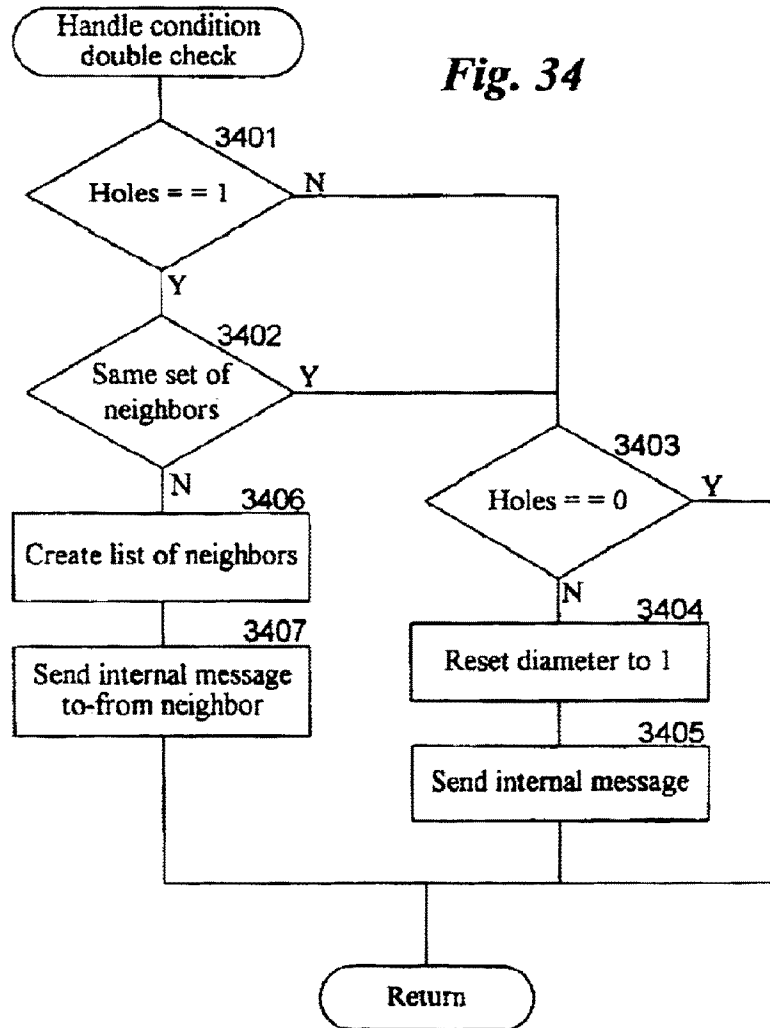 Handle condition
double check
Fig. 34
3401
Holes = = 1
N
Y
3402
Same set of
neighbors
Y
N
3403
Holes = = 0
Y
N
3406
Create list of neighbors
3404
Reset diameter to 1
3407
Send internal message
to-from neighbor
3405
Send internal message
Return